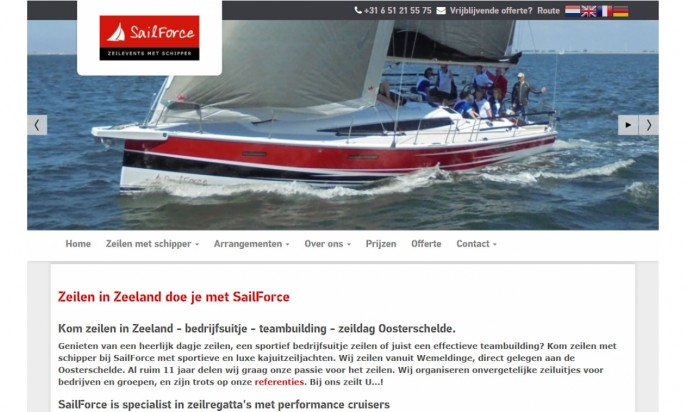 +31 6 51 21 55 75 Vrijblijvende offerte? Route
SailForce
ZEILEVENTS MET SCHIPPER
SailForce
Home Zeilen met schipper Arrangementen Over ons Prijzen Offerte Contact
Zeilen in Zeeland doe je met SailForce
Kom zeilen in Zeeland - bedrijfsuitje - teambuilding - zeildag Oosterschelde.
Genieten van een heerlijk dagje zeilen, een sportief bedrijfsuitje zeilen of juist een effectieve teambuilding? Kom zeilen met
schipper bij SailForce met sportieve en luxe kajuitzeiljachten. Wij zeilen vanuit Wemeldinge, direct gelegen aan de
Oosterschelde. Al ruim 11 jaar delen wij graag onze passie voor het zeilen. Wij organiseren onvergetelijke zeiluitjes voor
bedrijven en groepen, en zijn trots op onze referenties. Bij ons zeilt U...!
SailForce is specialist in zeilregatta's met performance cruisers